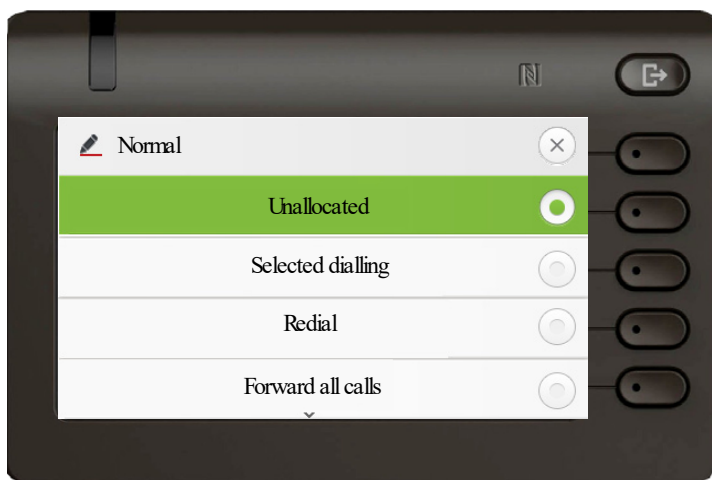 Normal
Unallocated
Selected dialling
Redial
Forward all calls